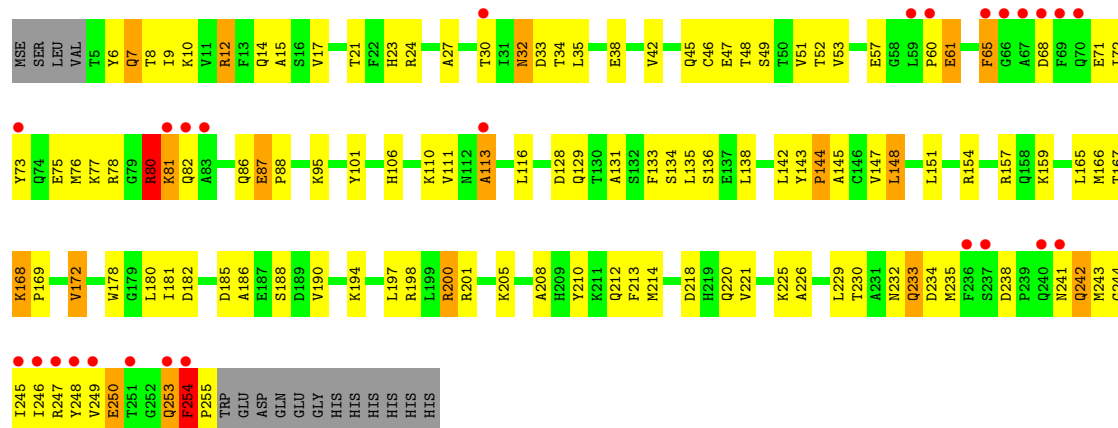 MSE SER LEU VAL T5 Y6 Q7 T8 I9 K10 V11 R12 F13 Q14 A15 S16 V17 T21 F22 H23 R24 A27 T30 I31 N32 D33 T34 L35 E38 V42 Q45 C46 E47 T48 S49 T50 V51 T52 V53 E57 G58 L59 P60 E61 F65 G66 A67 D68 F69 Q70 E71 I72
Y73 Q74 E75 M76 K77 R78 G79 R80 K81 Q82 A83 Q86 E87 P88 K95 Y101 H106 K110 V111 N112 A113 L116 D128 Q129 T130 A131 S132 F133 S134 L135 S136 E137 L138 L142 Y143 P144 A145 C146 V147 L148 L151 R154 R157 Q158 K159 L165 M166 T167
K168 P169 V172 W178 G179 L180 I181 D182 D185 A186 E187 S188 D189 V190 K194 L197 R198 L199 R200 R201 K205 A208 H209 Y210 K211 Q212 F213 M214 D218 H219 Q220 V221 K225 A226 L229 T230 A231 N232 Q233 D234 M235 F236 S237 D238 P239 Q240 N241 Q242 M243
I245 I246 R247 Y248 V249 E250 T251 G252 Q253 F254 P255 TRP GLU ASP GLN GLU GLY HIS HIS HIS HIS HIS HIS